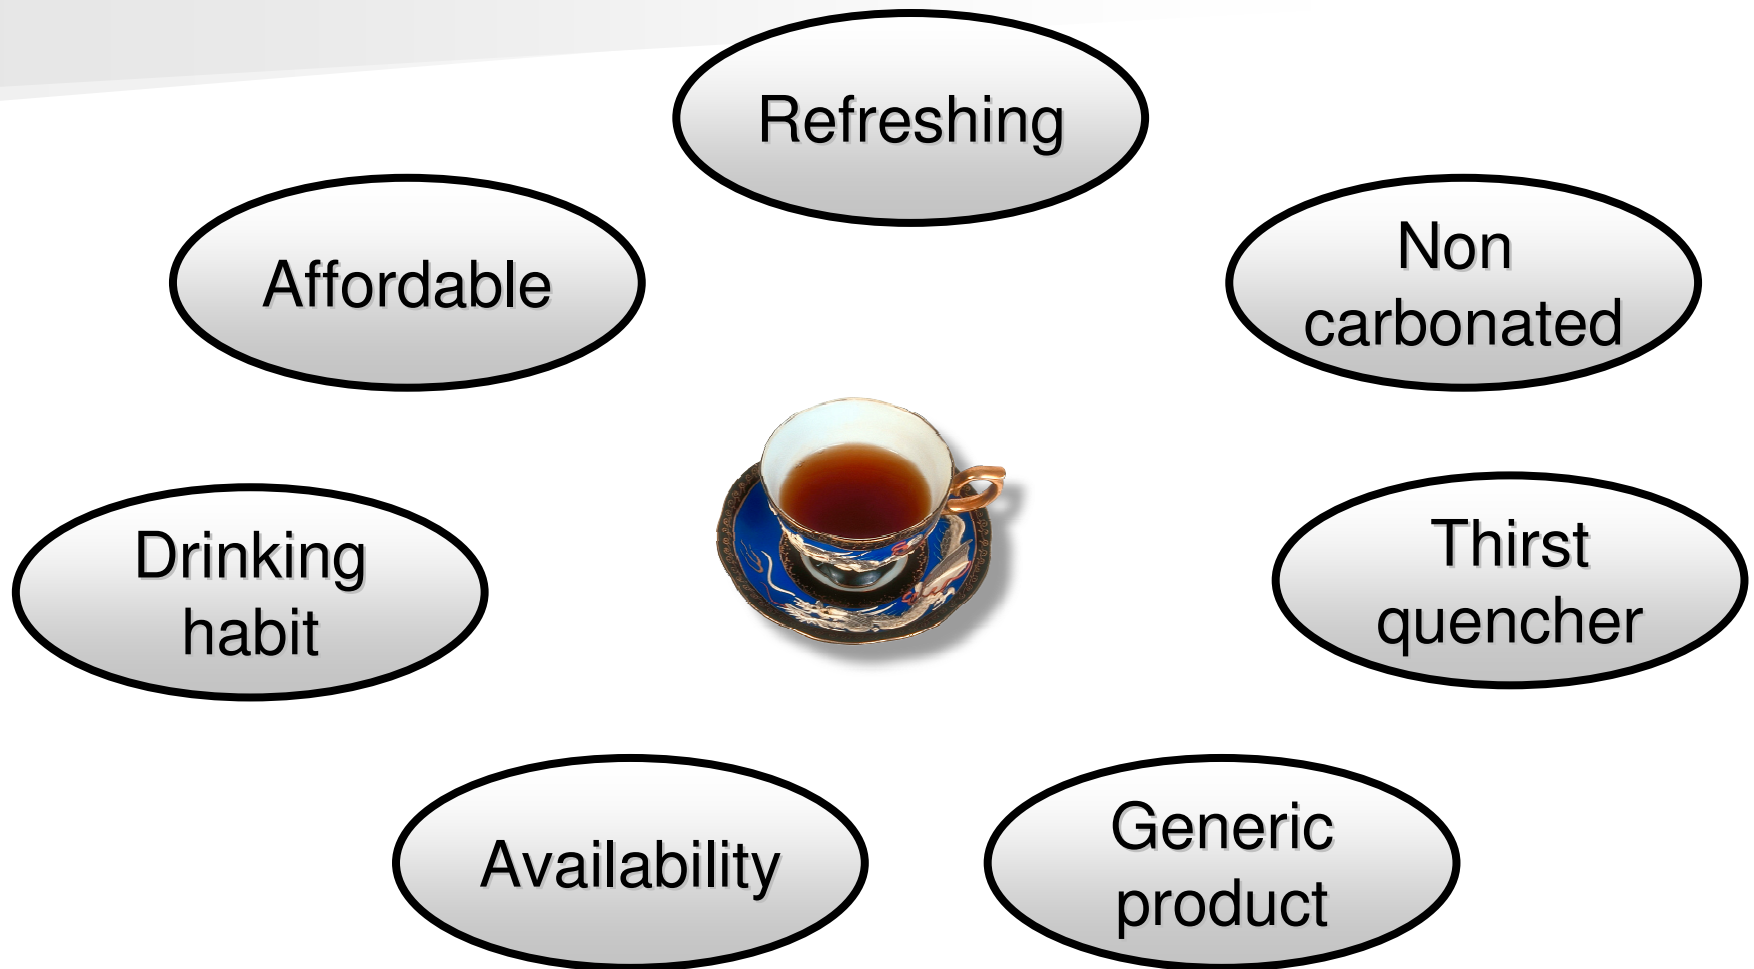 Refreshing
Affordable
Non
carbonated
Drinking
habit
Thirst
quencher
Availability
Generic
product